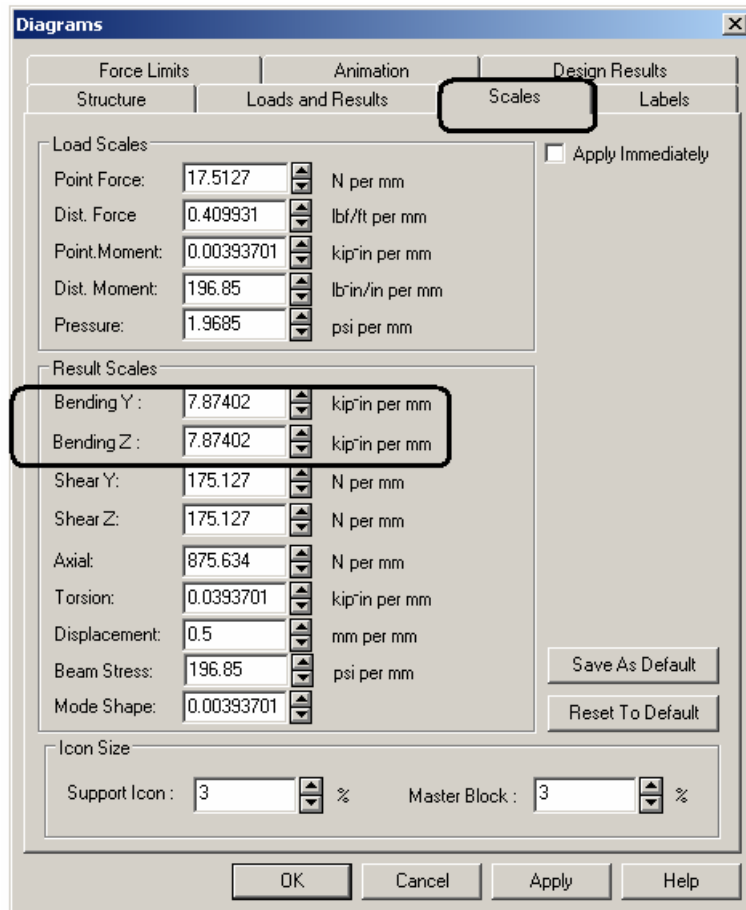 Diagrams
Force Limits Animation Design Results
Structure Loads and Results Scales Labels
Load Scales
Apply Immediately
Point Force: 17.5127 N per mm
Dist. Force 0.409931 lbf/ft per mm
Point.Moment: 0.00393701 kip-in per mm
Dist. Moment: 196.85 lb-in/in per mm
Pressure: 1.9685 psi per mm
Result Scales
Bending Y : 7.87402 kip-in per mm
Bending Z : 7.87402 kip-in per mm
Shear Y: 175.127 N per mm
Shear Z: 175.127 N per mm
Axial: 875.634 N per mm
Torsion: 0.0393701 kip-in per mm
Displacement: 0.5 mm per mm
Beam Stress: 196.85 psi per mm
Mode Shape: 0.00393701
Save As Default
Reset To Default
Icon Size
Support Icon : 3 % Master Block : 3 %
OK Cancel Apply Help